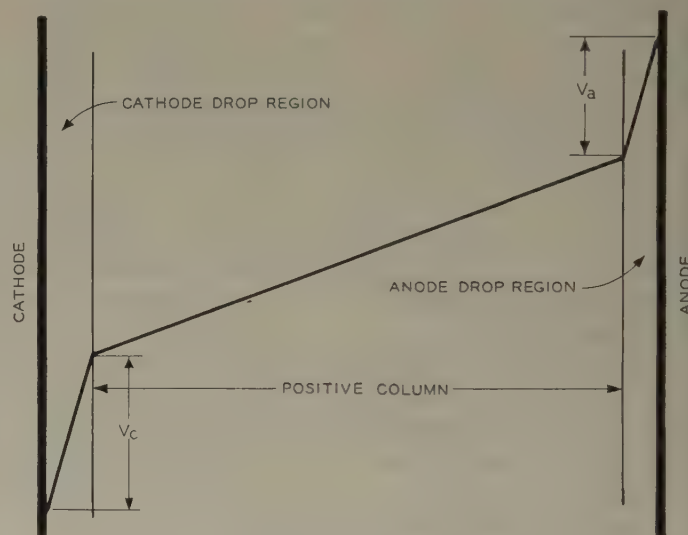 CATHODE DROP REGION
Va
CATHODE
ANODE DROP REGION
ANODE
POSITIVE COLUMN
Vc